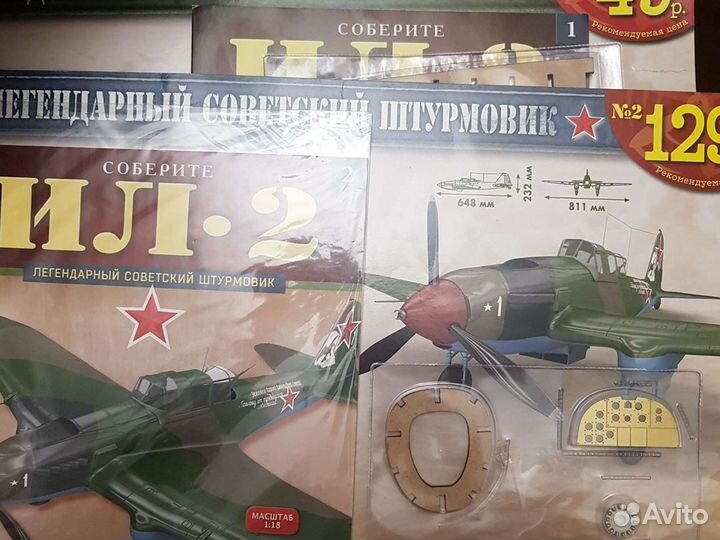 СОБЕРИТЕ
1
Рекомендуемая цена
ЛЕГЕНДАРНЫЙ СОВЕТСКИЙ ШТУРМОВИК
№2
129
СОБЕРИТЕ
2
ИЛ-2
ЛЕГЕНДАРНЫЙ СОВЕТСКИЙ ШТУРМОВИК
648 мм
232 мм
811 мм
1
1
МАСШТАБ
1:18
Avito